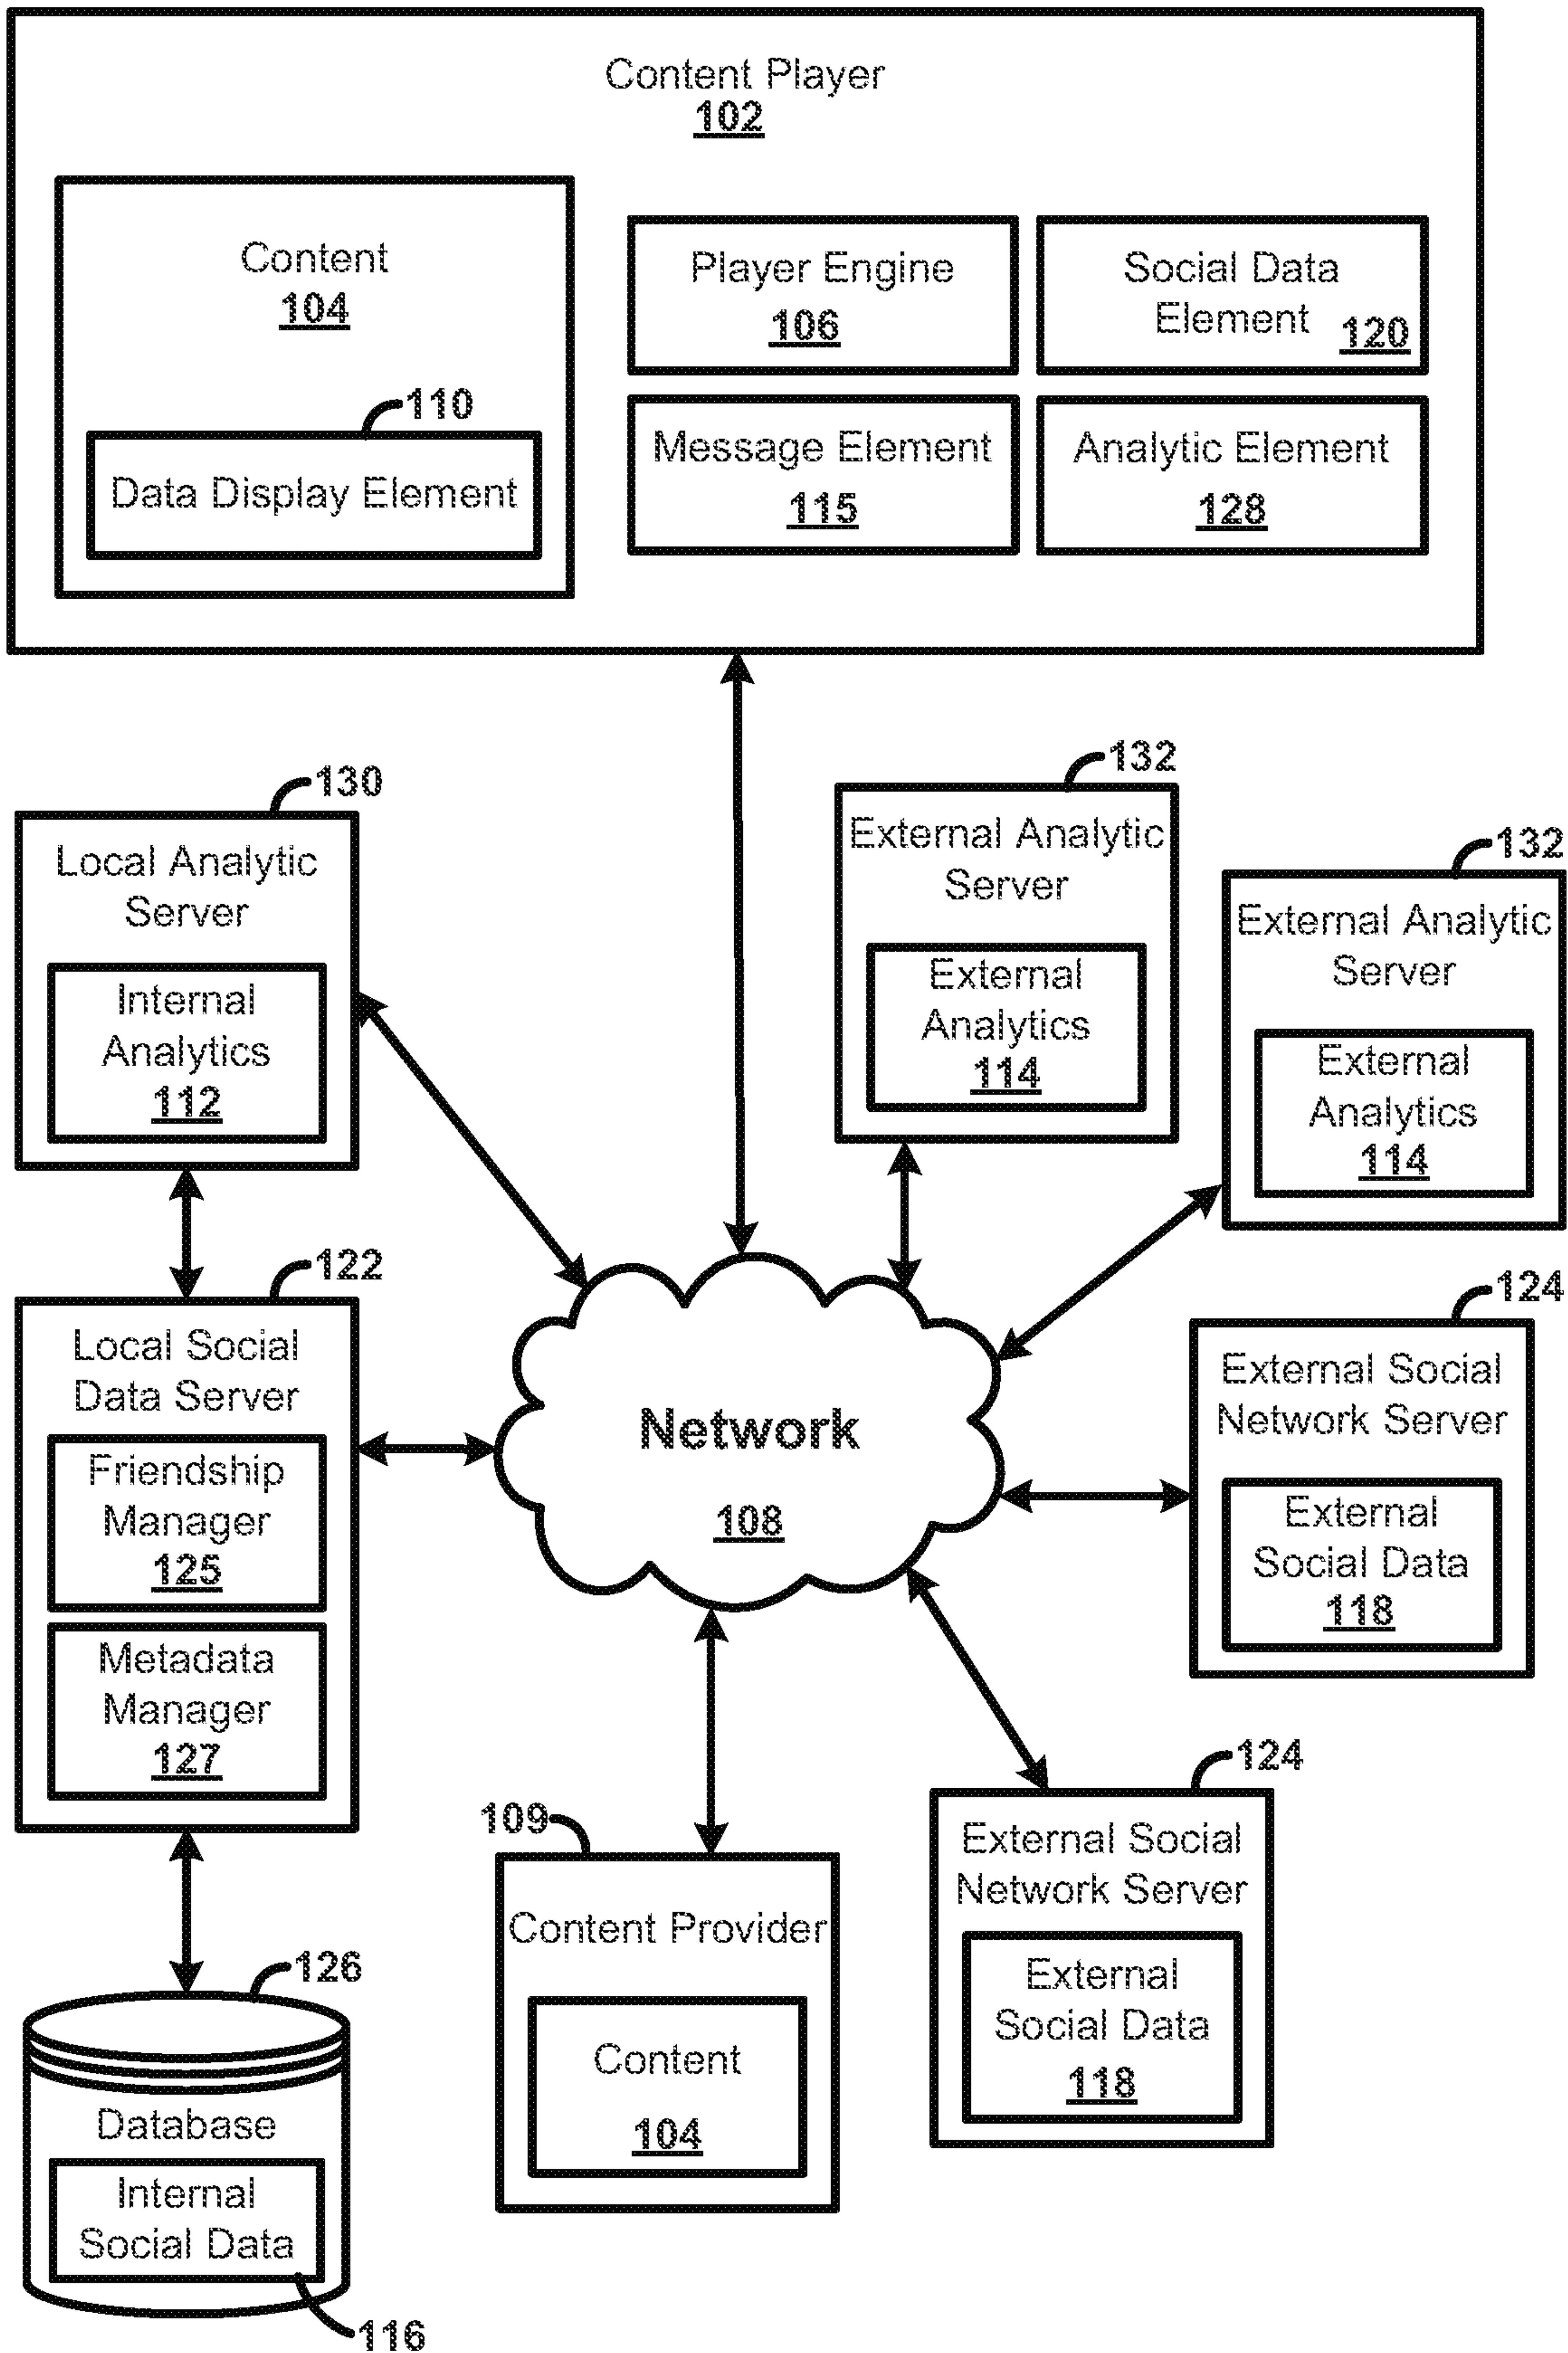 Content Player
102
Content
104
110
Data Display Element
Player Engine
106
Social Data
Element
120
Message Element
115
Analytic Element
128
130
Local Analytic
Server
Internal
Analytics
112
132
External Analytic
Server
External
Analytics
114
132
External Analytic
Server
External
Analytics
114
122
Local Social
Data Server
Friendship
Manager
125
Metadata
Manager
127
Network
108
124
External Social
Network Server
External
Social Data
118
124
External Social
Network Server
External
Social Data
118
109
Content Provider
Content
104
126
Database
Internal
Social Data
116